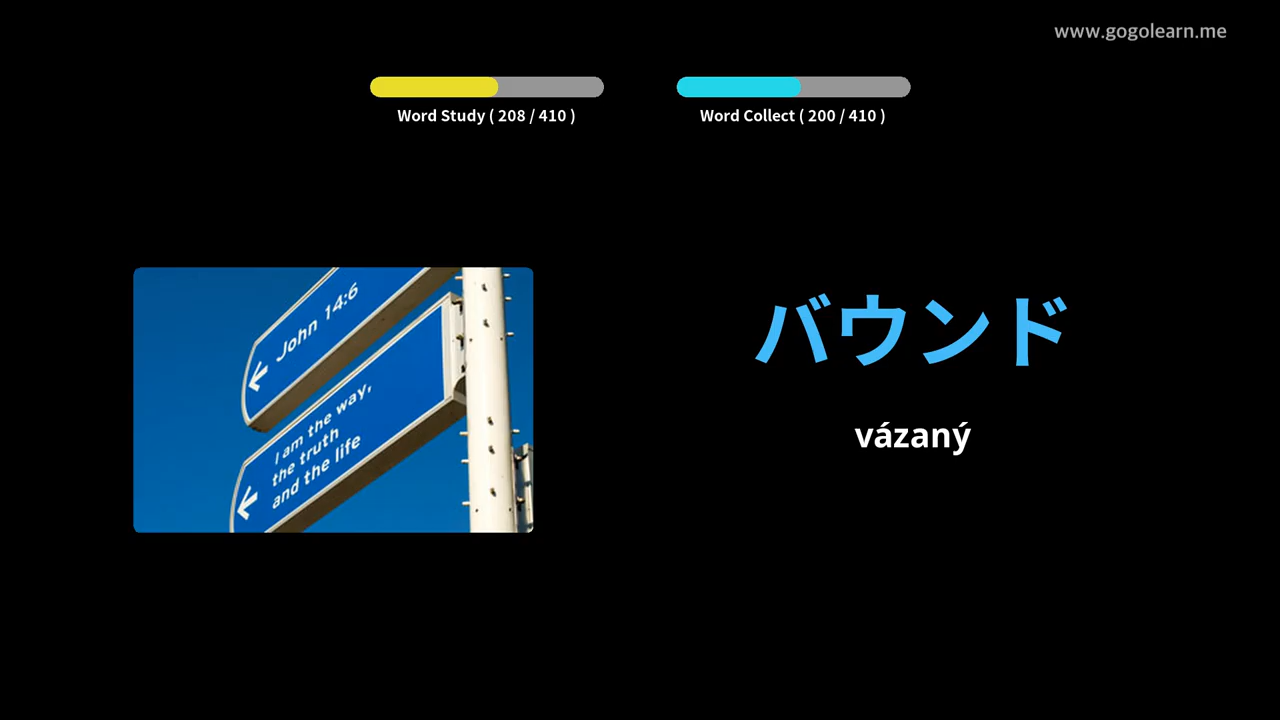 www.gogolearn.me
Word Study ( 208 / 410 )
Word Collect ( 200 / 410 )
John 14:6
I am the way,
the truth
and the life
バウンド
vázaný